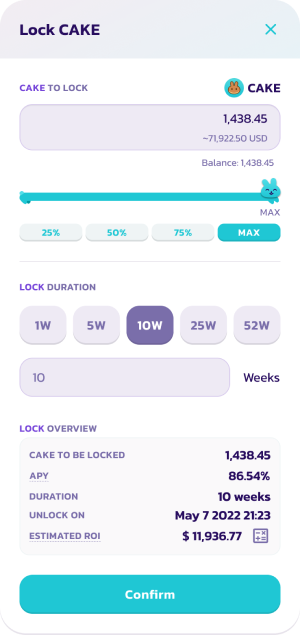 Lock CAKE
CAKE TO LOCK
CAKE
1,438.45
~71,922.50 USD
Balance: 1,438.45
MAX
25% 50% 75% MAX
LOCK DURATION
1W 5W 10W 25W 52W
10 Weeks
LOCK OVERVIEW
CAKE TO BE LOCKED 1,438.45
APY 86.54%
DURATION 10 weeks
UNLOCK ON May 7 2022 21:23
ESTIMATED ROI $ 11,936.77
Confirm